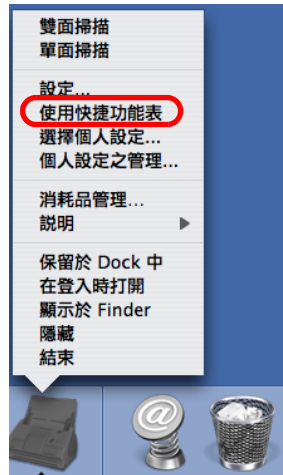 雙面掃描
單面掃描
設定...
使用快捷功能表
選擇個人設定...
個人設定之管理...
消耗品管理...
説明
保留於 Dock 中
在登入時打開
顯示於 Finder
隱藏
結束
@